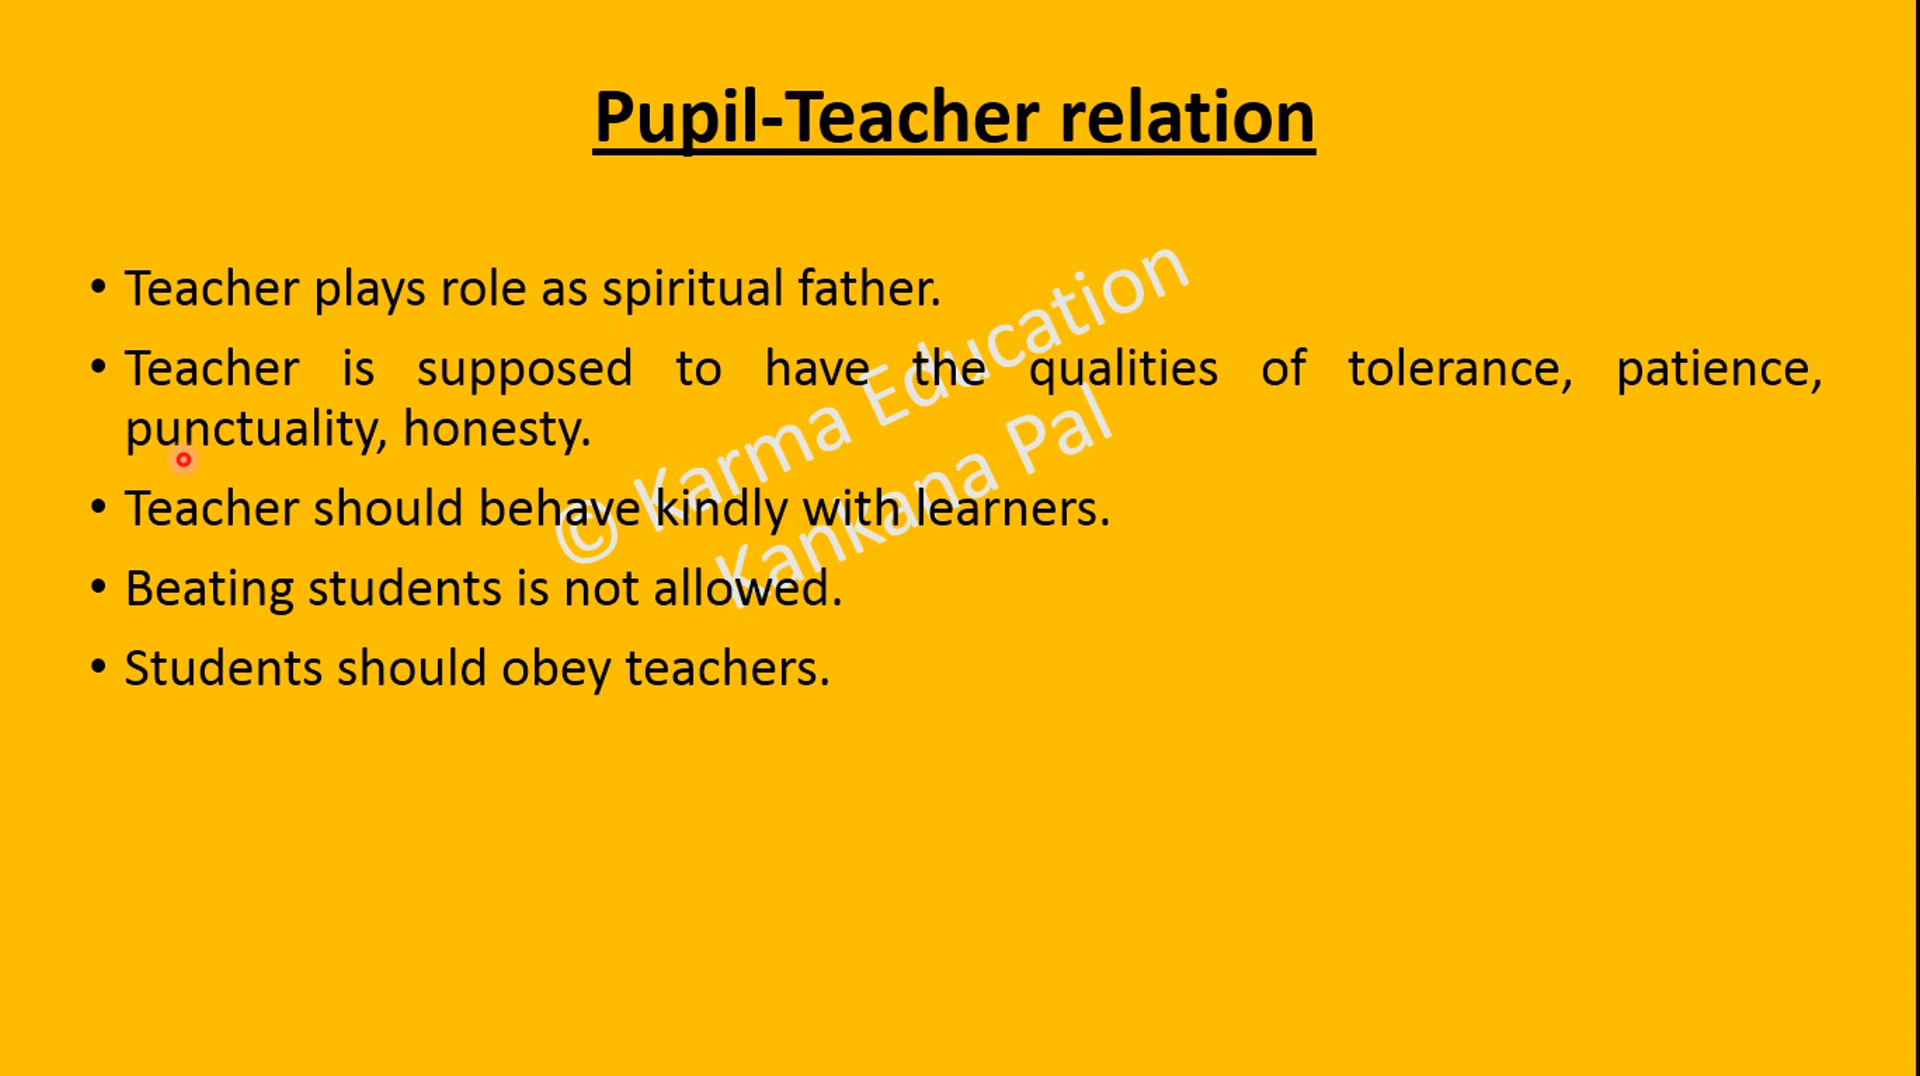 Pupil-Teacher relation
• Teacher plays role as spiritual father.
• Teacher is supposed to have the qualities of tolerance, patience,
punctuality, honesty.
• Teacher should behave kindly with learners.
• Beating students is not allowed.
• Students should obey teachers.
© Karma Education
Kankana Pal